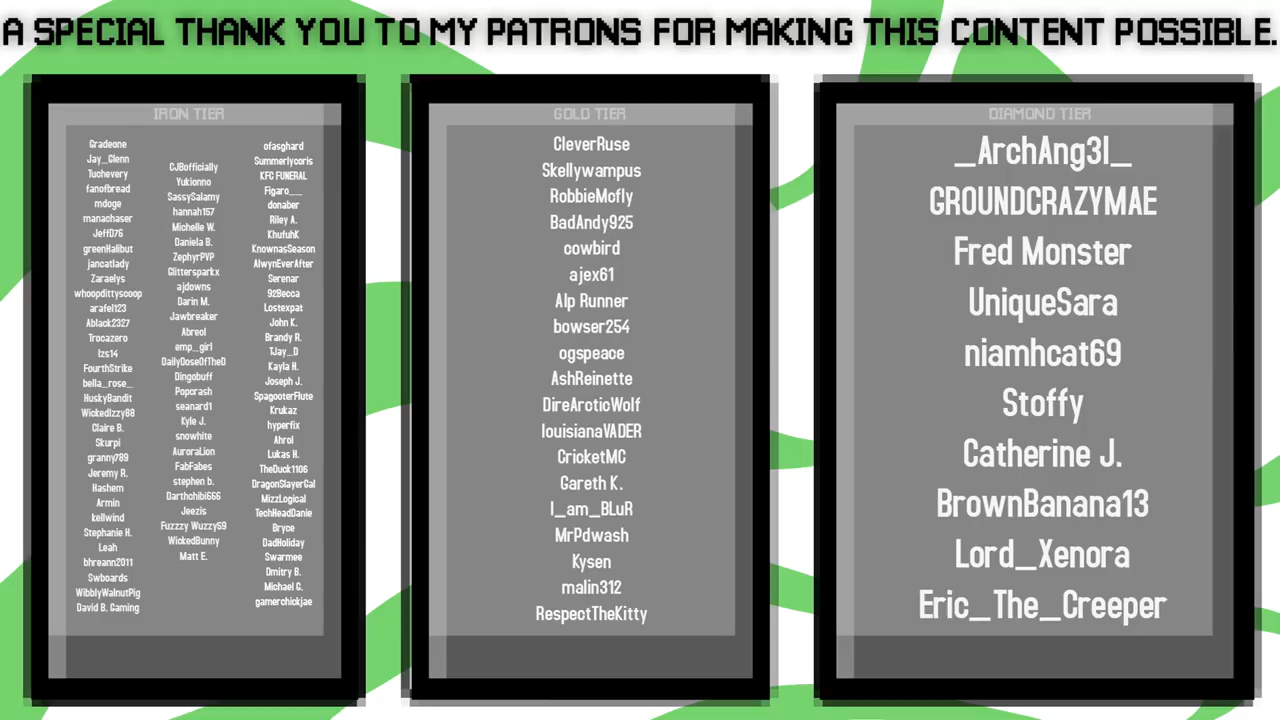 A SPECIAL THANK YOU TO MY PATRONS FOR MAKING THIS CONTENT POSSIBLE.
IRON TIER
Gradeone
Jay_Glenn
Tuchevery
fanofbread
mdoge
manachaser
Jeff076
greenHalibut
jancatlady
Zaraelys
whoopdittyscoop
arafel123
Ablack2327
Trocazero
Izs14
FourthStrike
bella_rose_
HuskyBandit
WickedIzzy88
Claire B.
Skurpi
granny789
Jeremy R.
Hashem
Armin
kellwind
Stephanie H.
Leah
bhreann2011
Swboards
WibblyWalnutPig
David B. Gaming
CJBofficially
Yukionno
SassySalamy
hannah157
Michelle W.
Daniela B.
ZephyrPVP
Glittersparkx
ajdowns
Darin M.
Jawbreaker
Abreol
emp_girl
DailyDoseOfTheD
Dingobuff
Popcrash
seanard1
Kyle J.
snowhite
AuroraLion
FabFabes
stephen b.
Darthchibi666
Jeezis
Fuzzzy Wuzzy59
WickedBunny
Matt E.
ofasghard
Summerlycoris
KFC FUNERAL
Figaro__
donaber
Riley A.
KhufuhK
KnownasSeason
AlwynEverAfter
Serenar
92Becca
Lostexpat
John K.
Brandy R.
TJay_D
Kayla H.
Joseph J.
SpagooterFlute
Krukaz
hyperfix
Ahrol
Lukas H.
TheDuck1106
DragonSlayerGal
MizzLogical
TechHeadDanie
Bryce
DadHoliday
Swarmee
Dmitry B.
Michael G.
gamerchickjae
GOLD TIER
CleverRuse
Skellywampus
RobbieMofly
BadAndy925
cowbird
ajex61
Alp Runner
bowser254
ogspeace
AshReinette
DireArcticWolf
louisianaVADER
CricketMC
Gareth K.
I_am_BLuR
MrPdwash
Kysen
malin312
RespectTheKitty
DIAMOND TIER
_ArchAng3l_
GROUNDCRAZYMAE
Fred Monster
UniqueSara
niamhcat69
Stoffy
Catherine J.
BrownBanana13
Lord_Xenora
Eric_The_Creeper